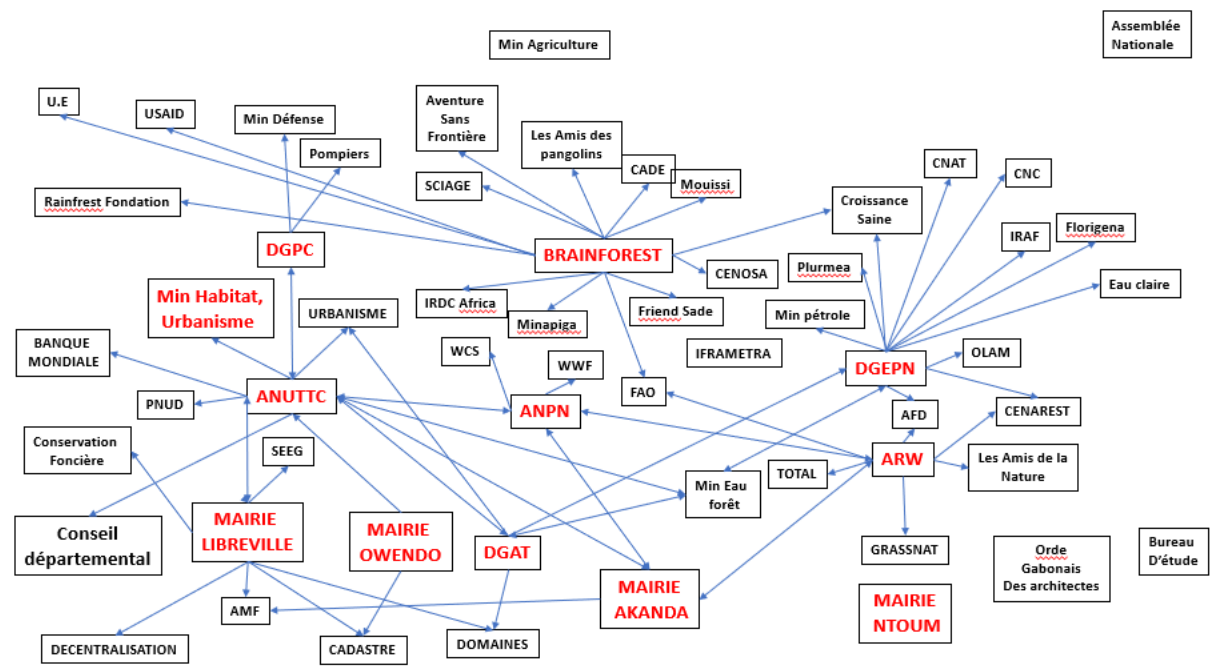 Assemblée
Nationale
Min Agriculture
U.E
USAID
Min Défense
Aventure
Sans
Frontière
Les Amis des
pangolins
Pompiers
CADE
CNAT
CNC
SCIAGE
Mouissi
Croissance
Saine
Rainfrest Fondation
IRAF
Florigena
DGPC
BRAINFOREST
CENOSA
Plurmea
Eau claire
Min Habitat,
Urbanisme
URBANISME
IRDC Africa
Minapiga
Friend Sade
Min pétrole
BANQUE
MONDIALE
WCS
WWF
IFRAMETRA
DGEPN
OLAM
PNUD
ANUTTC
ANPN
FAO
AFD
CENAREST
Conservation
Foncière
SEEG
TOTAL
ARW
Les Amis de la
Nature
Min Eau
forêt
Conseil
départemental
MAIRIE
LIBREVILLE
MAIRIE
OWENDO
DGAT
GRASSNAT
Orde
Gabonais
Des architectes
Bureau
D'étude
MAIRIE
AKANDA
MAIRIE
NTOUM
AMF
DECENTRALISATION
CADASTRE
DOMAINES